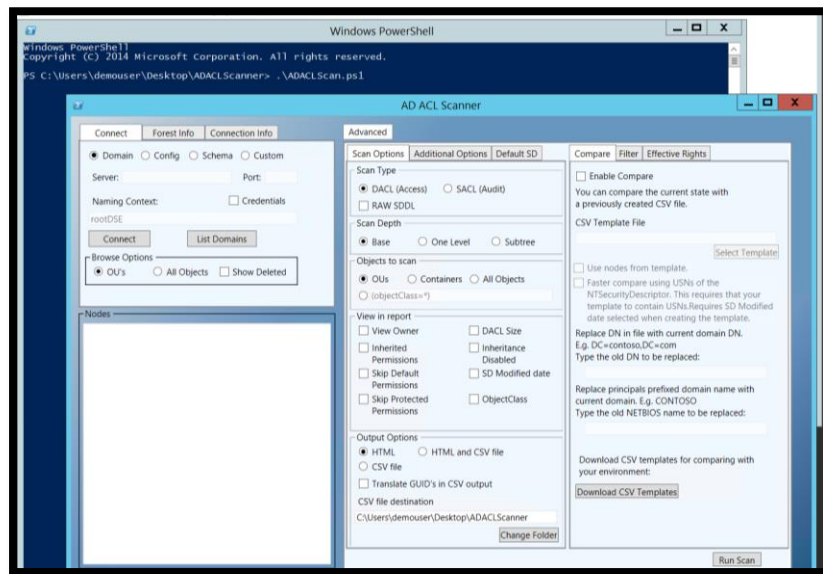 Windows PowerShell
Windows PowerShell
Copyright (C) 2014 Microsoft Corporation. All rights reserved.
PS C:\Users\demouser\Desktop\ADACLScanner> .\ADACLScan.ps1
AD ACL Scanner
Connect Forest Info Connection Info
Domain Config Schema Custom
Server: Port:
Naming Context: Credentials
rootDSE
Connect List Domains
Browse Options
OU's All Objects Show Deleted
Nodes
Advanced
Scan Options Additional Options Default SD
Scan Type
DACL (Access) SACL (Audit)
RAW SDDL
Scan Depth
Base One Level Subtree
Objects to scan
OUs Containers All Objects
(objectClass=*)
View in report
View Owner DACL Size
Inherited Permissions Inheritance Disabled
Skip Default Permissions SD Modified date
Skip Protected Permissions ObjectClass
Output Options
HTML HTML and CSV file
CSV file
Translate GUID's in CSV output
CSV file destination
C:\Users\demouser\Desktop\ADACLScanner
Change Folder
Compare Filter Effective Rights
Enable Compare
You can compare the current state with
a previously created CSV file.
CSV Template File
Select Template
Use nodes from template.
Faster compare using USNs of the
NTSecurityDescriptor. This requires that your
template to contain USNs.Requires SD Modified
date selected when creating the template.
Replace DN in file with current domain DN.
E.g. DC=contoso,DC=com
Type the old DN to be replaced:
Replace principals prefixed domain name with
current domain. E.g. CONTOSO
Type the old NETBIOS name to be replaced:
Download CSV templates for comparing with
your environment:
Download CSV Templates
Run Scan